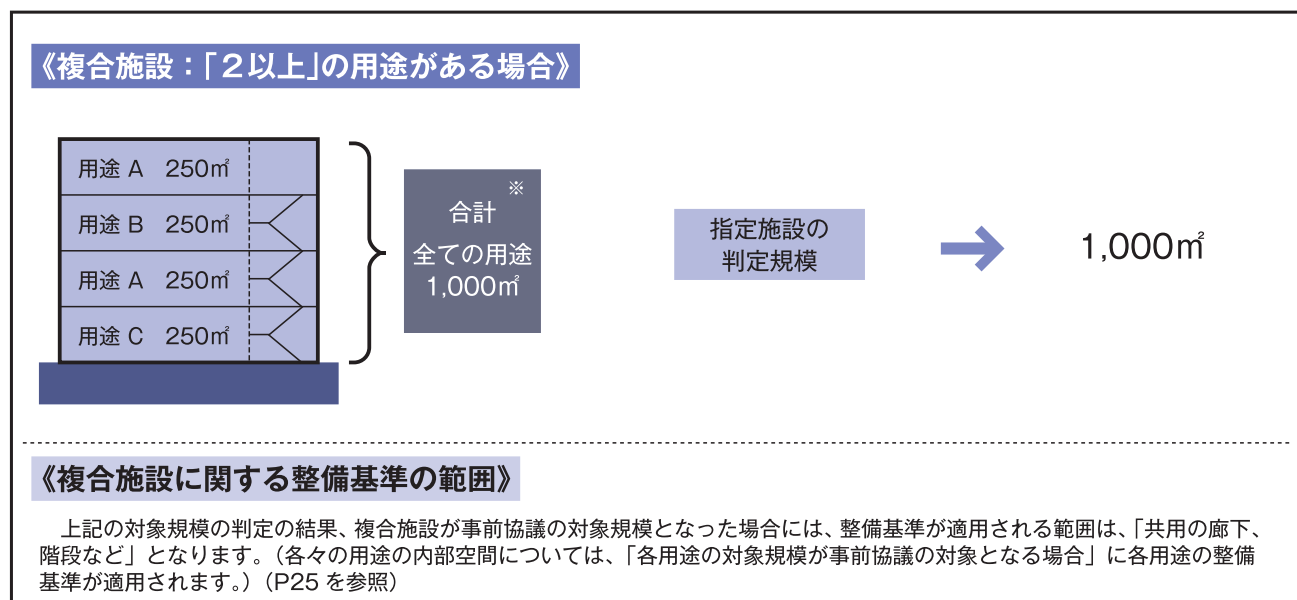 《複合施設：「２以上」の用途がある場合》
用途 A　250㎡
用途 B　250㎡
用途 A　250㎡
用途 C　250㎡
※
合計
全ての用途
1,000㎡
指定施設の
判定規模
1,000㎡
《複合施設に関する整備基準の範囲》
　上記の対象規模の判定の結果、複合施設が事前協議の対象規模となった場合には、整備基準が適用される範囲は、「共用の廊下、
階段など」となります。（各々の用途の内部空間については、「各用途の対象規模が事前協議の対象となる場合」に各用途の整備
基準が適用されます。）（P25 を参照）